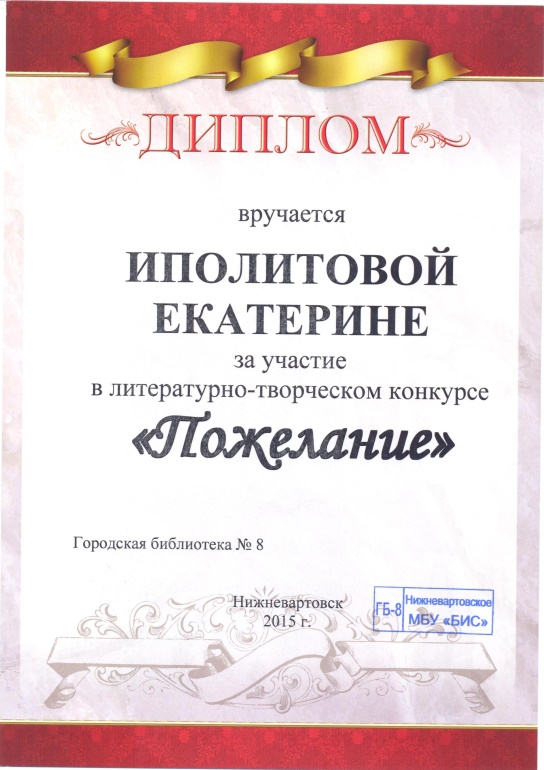 ДИПЛОМ
вручается
ИПОЛИТОВОЙ
ЕКАТЕРИНЕ
за участие
в литературно-творческом конкурсе
«Пожелание»
Городская библиотека № 8
Нижневартовск
2015 г.
ГБ-8
Нижневартовское
МБУ «БИС»